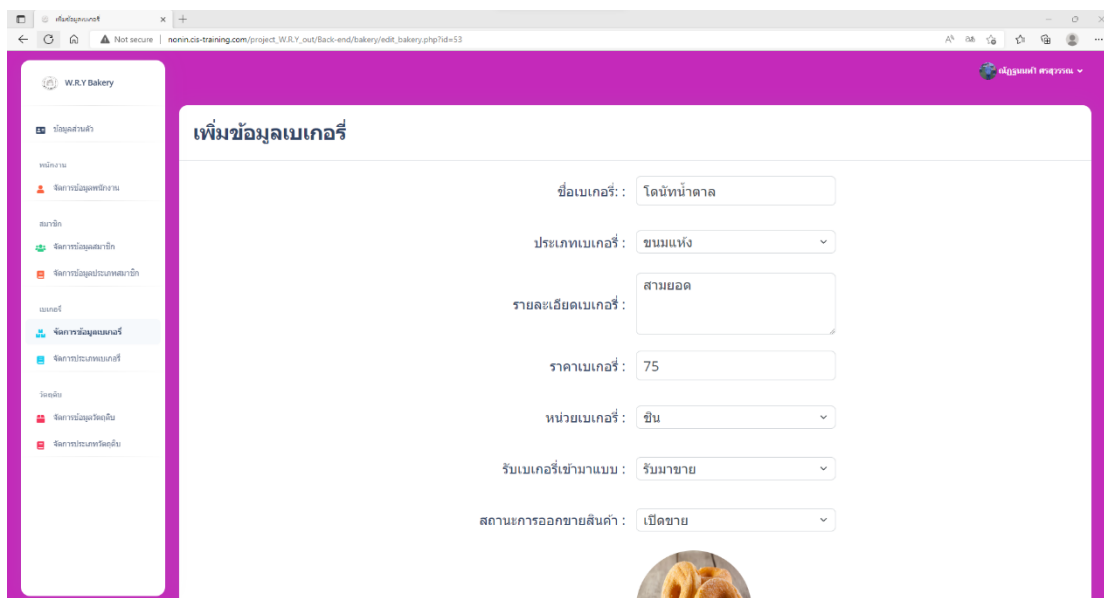 เพิ่มข้อมูลเบเกอรี่
Not secure
nonin.cis-training.com/project_W.R.Y_out/Back-end/bakery/edit_bakery.php?id=53
W.R.Y Bakery
ข้อมูลส่วนตัว
พนักงาน
จัดการข้อมูลพนักงาน
สมาชิก
จัดการข้อมูลสมาชิก
จัดการข้อมูลประเภทสมาชิก
เบเกอรี่
จัดการข้อมูลเบเกอรี่
จัดการประเภทเบเกอรี่
วัตถุดิบ
จัดการข้อมูลวัตถุดิบ
จัดการประเภทวัตถุดิบ
เพิ่มข้อมูลเบเกอรี่
ชื่อเบเกอรี่: : โดนัทน้ำตาล
ประเภทเบเกอรี่ : ขนมแห้ง
รายละเอียดเบเกอรี่ : สามยอด
ราคาเบเกอรี่ : 75
หน่วยเบเกอรี่ : ชิน
รับเบเกอรี่เข้ามาแบบ : รับมาขาย
สถานะการออกขายสินค้า : เปิดขาย